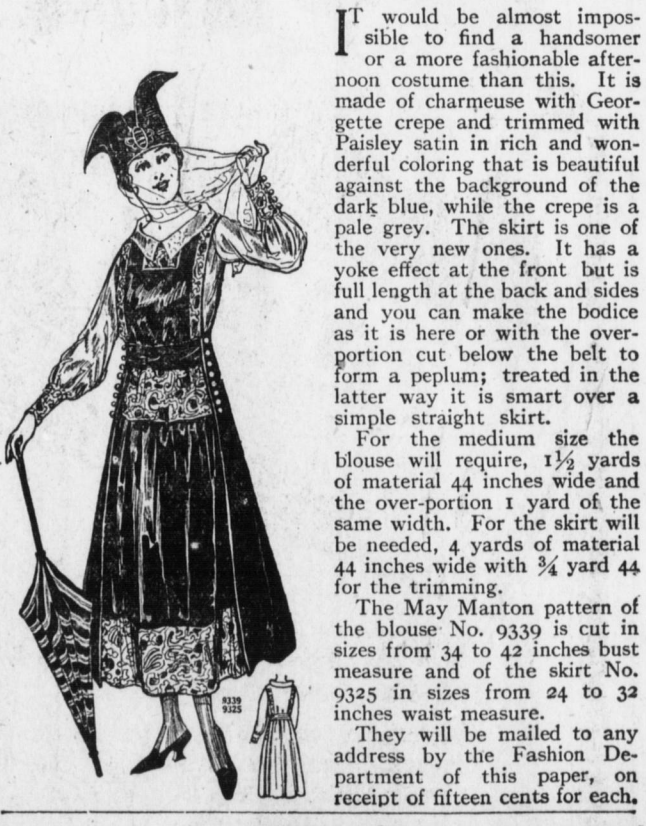 IT would be almost impos-
sible to find a handsomer
or a more fashionable after-
noon costume than this. It is
made of charmeuse with Geor-
gette crepe and trimmed with
Paisley satin in rich and won-
derful coloring that is beautiful
against the background of the
dark blue, while the crepe is a
pale grey. The skirt is one of
the very new ones. It has a
yoke effect at the front but is
full length at the back and sides
and you can make the bodice
as it is here or with the over-
portion cut below the belt to
form a peplum; treated in the
latter way it is smart over a
simple straight skirt.
For the medium size the
blouse will require, 1½ yards
of material 44 inches wide and
the over-portion 1 yard of the
same width. For the skirt will
be needed, 4 yards of material
44 inches wide with ¾ yard 44
for the trimming.
The May Manton pattern of
the blouse No. 9339 is cut in
sizes from 34 to 42 inches bust
measure and of the skirt No.
9325 in sizes from 24 to 32
inches waist measure.
They will be mailed to any
address by the Fashion De-
partment of this paper, on
receipt of fifteen cents for each.
9339
9325